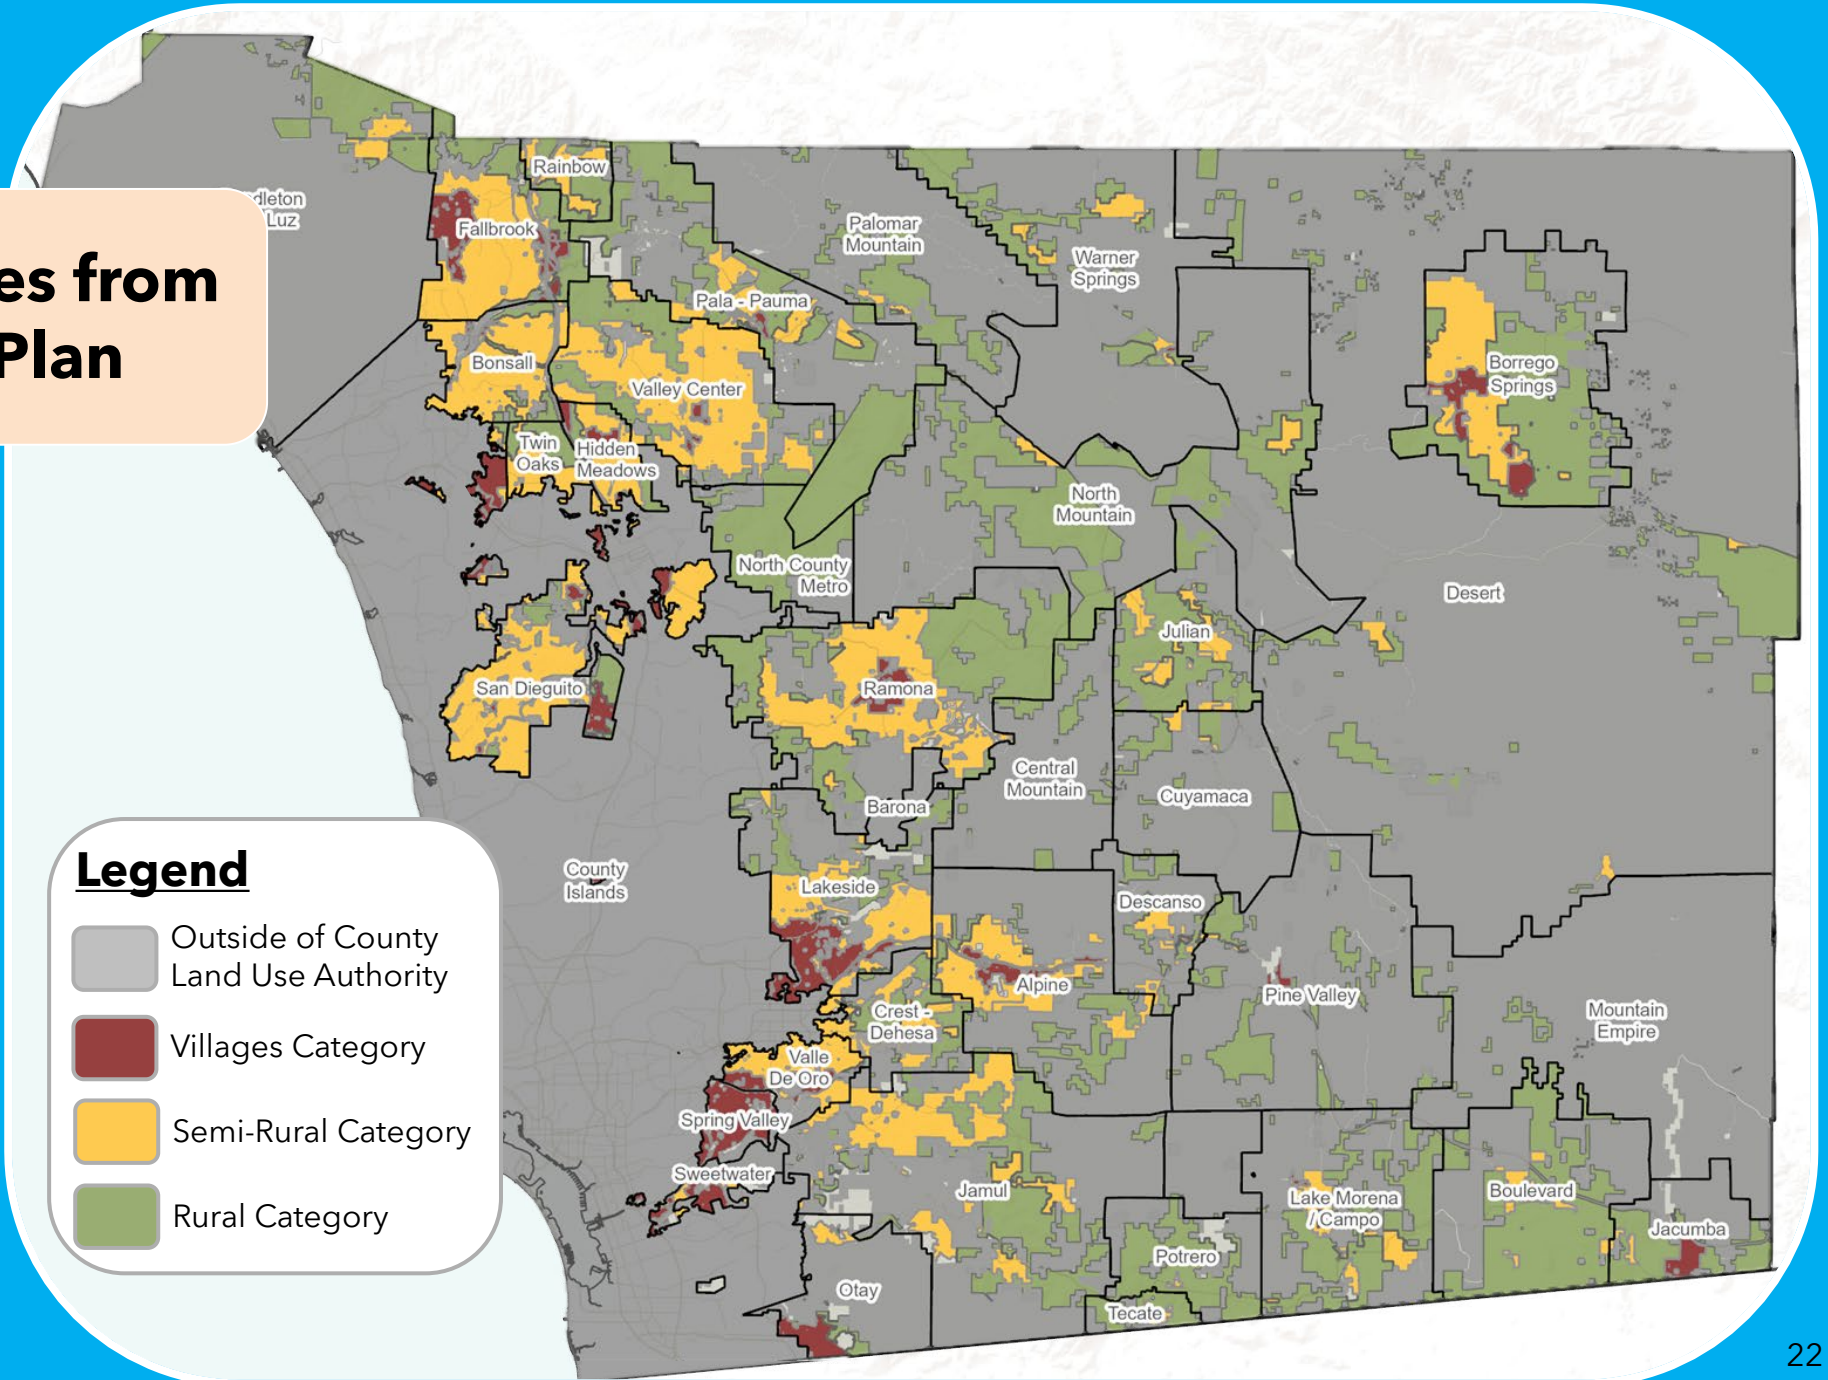 es from
Plan
dleton
Luz
Rainbow
Fallbrook
Palomar
Mountain
Warner
Springs
Pala - Pauma
Bonsall
Valley Center
Borrego
Springs
Twin
Oaks
Hidden
Meadows
North
Mountain
North County
Metro
Desert
Julian
San Dieguito
Ramona
Central
Mountain
Cuyamaca
Barona
County
Islands
Lakeside
Descanso
Alpine
Pine Valley
Crest -
Dehesa
Mountain
Empire
Valle
De Oro
Spring Valley
Sweetwater
Jamul
Lake Morena
/ Campo
Boulevard
Jacumba
Potrero
Otay
Tecate
Legend
Outside of County
Land Use Authority
Villages Category
Semi-Rural Category
Rural Category
22